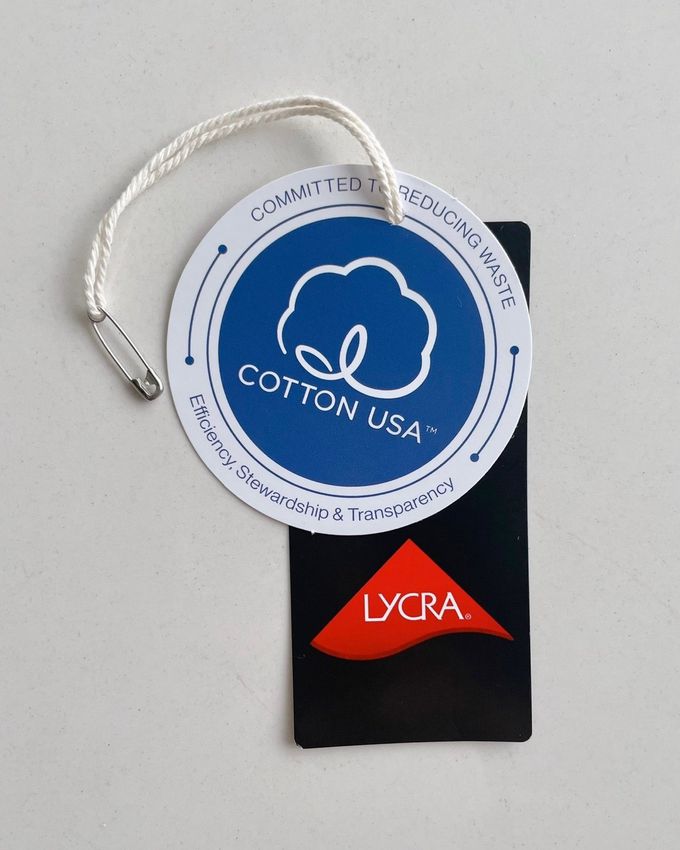 COMMITTED TO REDUCING WASTE
COTTON USA™
Efficiency, Stewardship & Transparency
LYCRA®